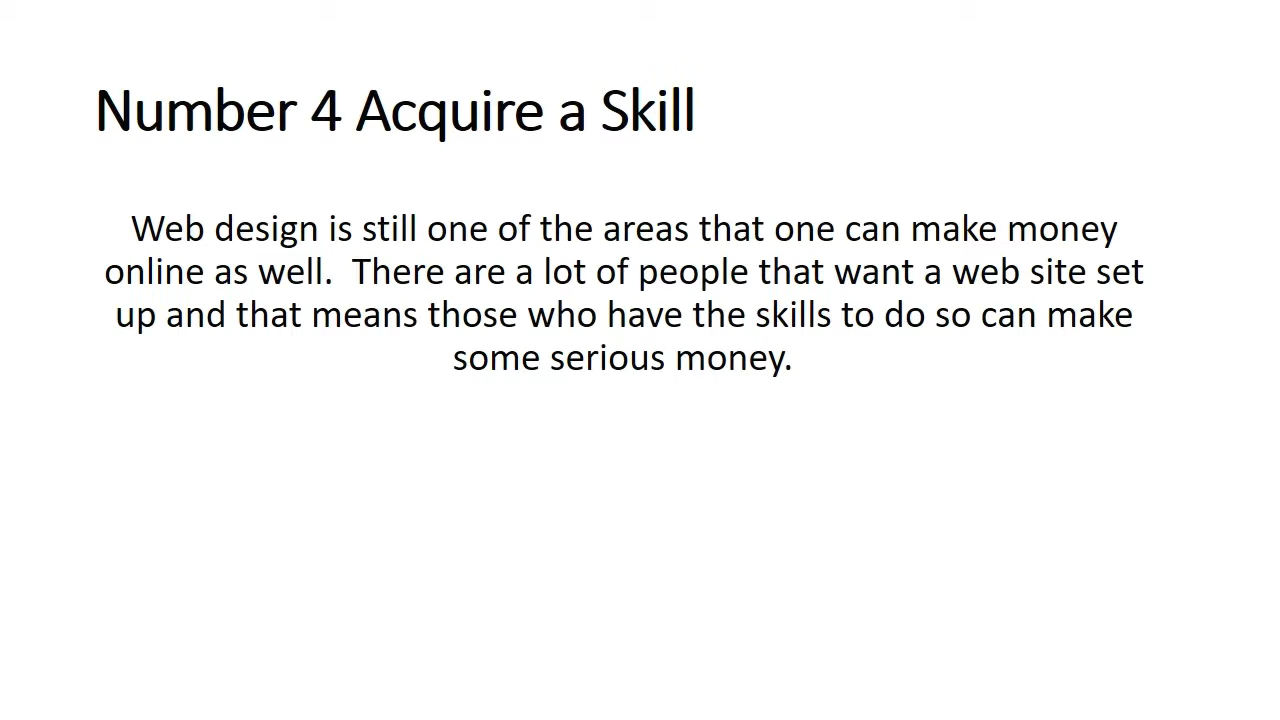 Number 4 Acquire a Skill
Web design is still one of the areas that one can make money
online as well.  There are a lot of people that want a web site set
up and that means those who have the skills to do so can make
some serious money.